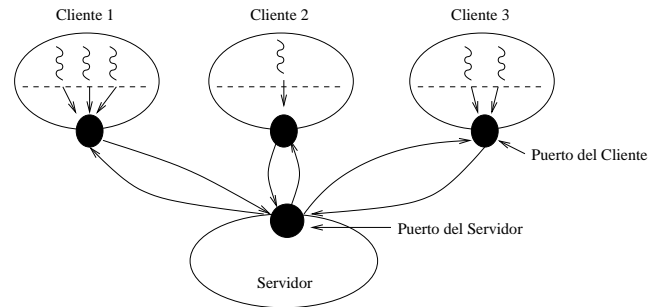 Cliente 1
Cliente 2
Cliente 3
Puerto del Cliente
Puerto del Servidor
Servidor